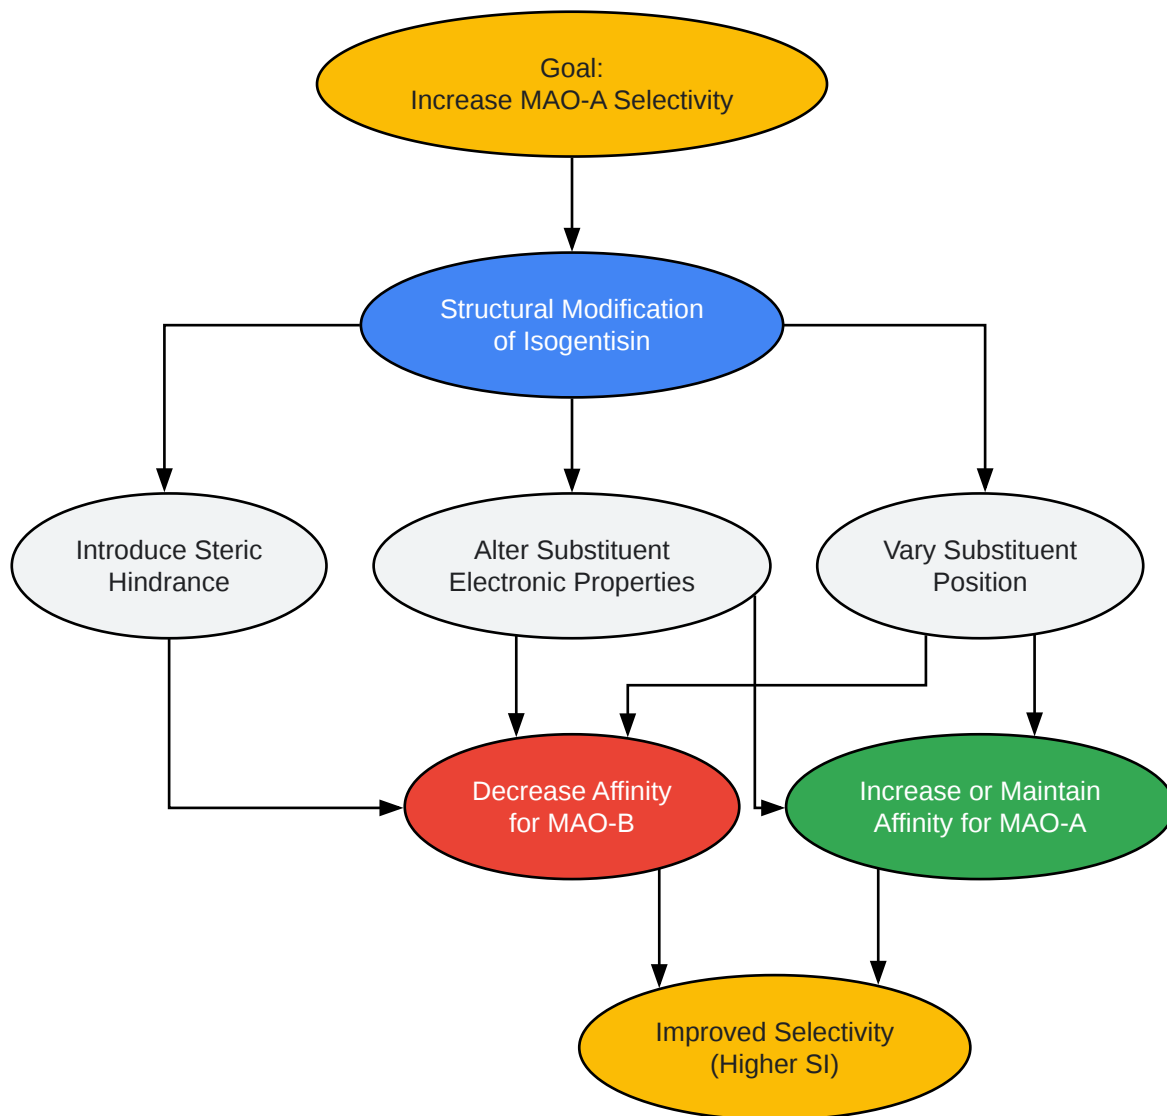 Goal:
Increase MAO-A Selectivity
Structural Modification
of Isogentisin
Introduce Steric
Hindrance
Alter Substituent
Electronic Properties
Vary Substituent
Position
Decrease Affinity
for MAO-B
Increase or Maintain
Affinity for MAO-A
Improved Selectivity
(Higher SI)